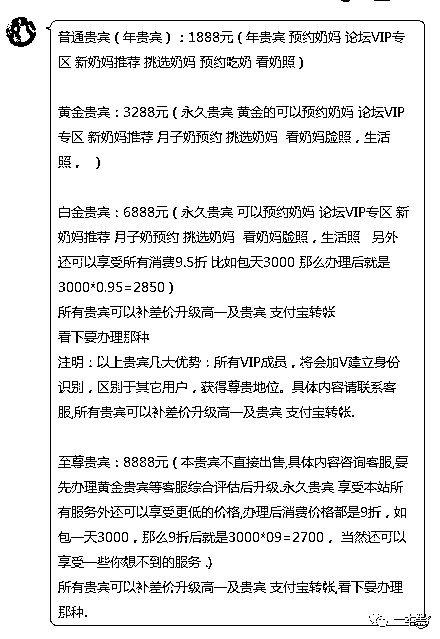 普通贵宾（年贵宾）：1888元（年贵宾 预约奶妈 论坛VIP专
区 新奶妈推荐 挑选奶妈 预约吃奶 看奶照）
黄金贵宾：3288元（永久贵宾 黄金的可以预约奶妈 论坛VIP
专区 新奶妈推荐 月子奶预约 挑选奶妈 看奶妈脸照，生活
照， ）
白金贵宾：6888元（永久贵宾 可以预约奶妈 论坛VIP专区 新
奶妈推荐 月子奶预约 挑选奶妈 看奶妈脸照，生活照 另外
还可以享受所有消费9.5折 比如包天3000 那么办理后就是
3000*0.95=2850）
所有贵宾可以补差价升级高一及贵宾 支付宝转帐
看下要办理那种
注明：以上贵宾几大优势：所有VIP成员，将会加V建立身份
识别，区别于其它用户，获得尊贵地位。具体内容请联系客
服,所有贵宾可以补差价升级高一及贵宾 支付宝转帐.
至尊贵宾：8888元（本贵宾不直接出售,具体内容咨询客服,要
先办理黄金贵宾等客服综合评估后升级.永久贵宾 享受本站所
有服务外还可以享受更低的价格,办理后消费价格都是9折，如
包一天3000，那么9折后就是3000*09=2700， 当然还可以
享受一些你想不到的服务.）
所有贵宾可以补差价升级高一及贵宾 支付宝转帐,看下要办理
那种.